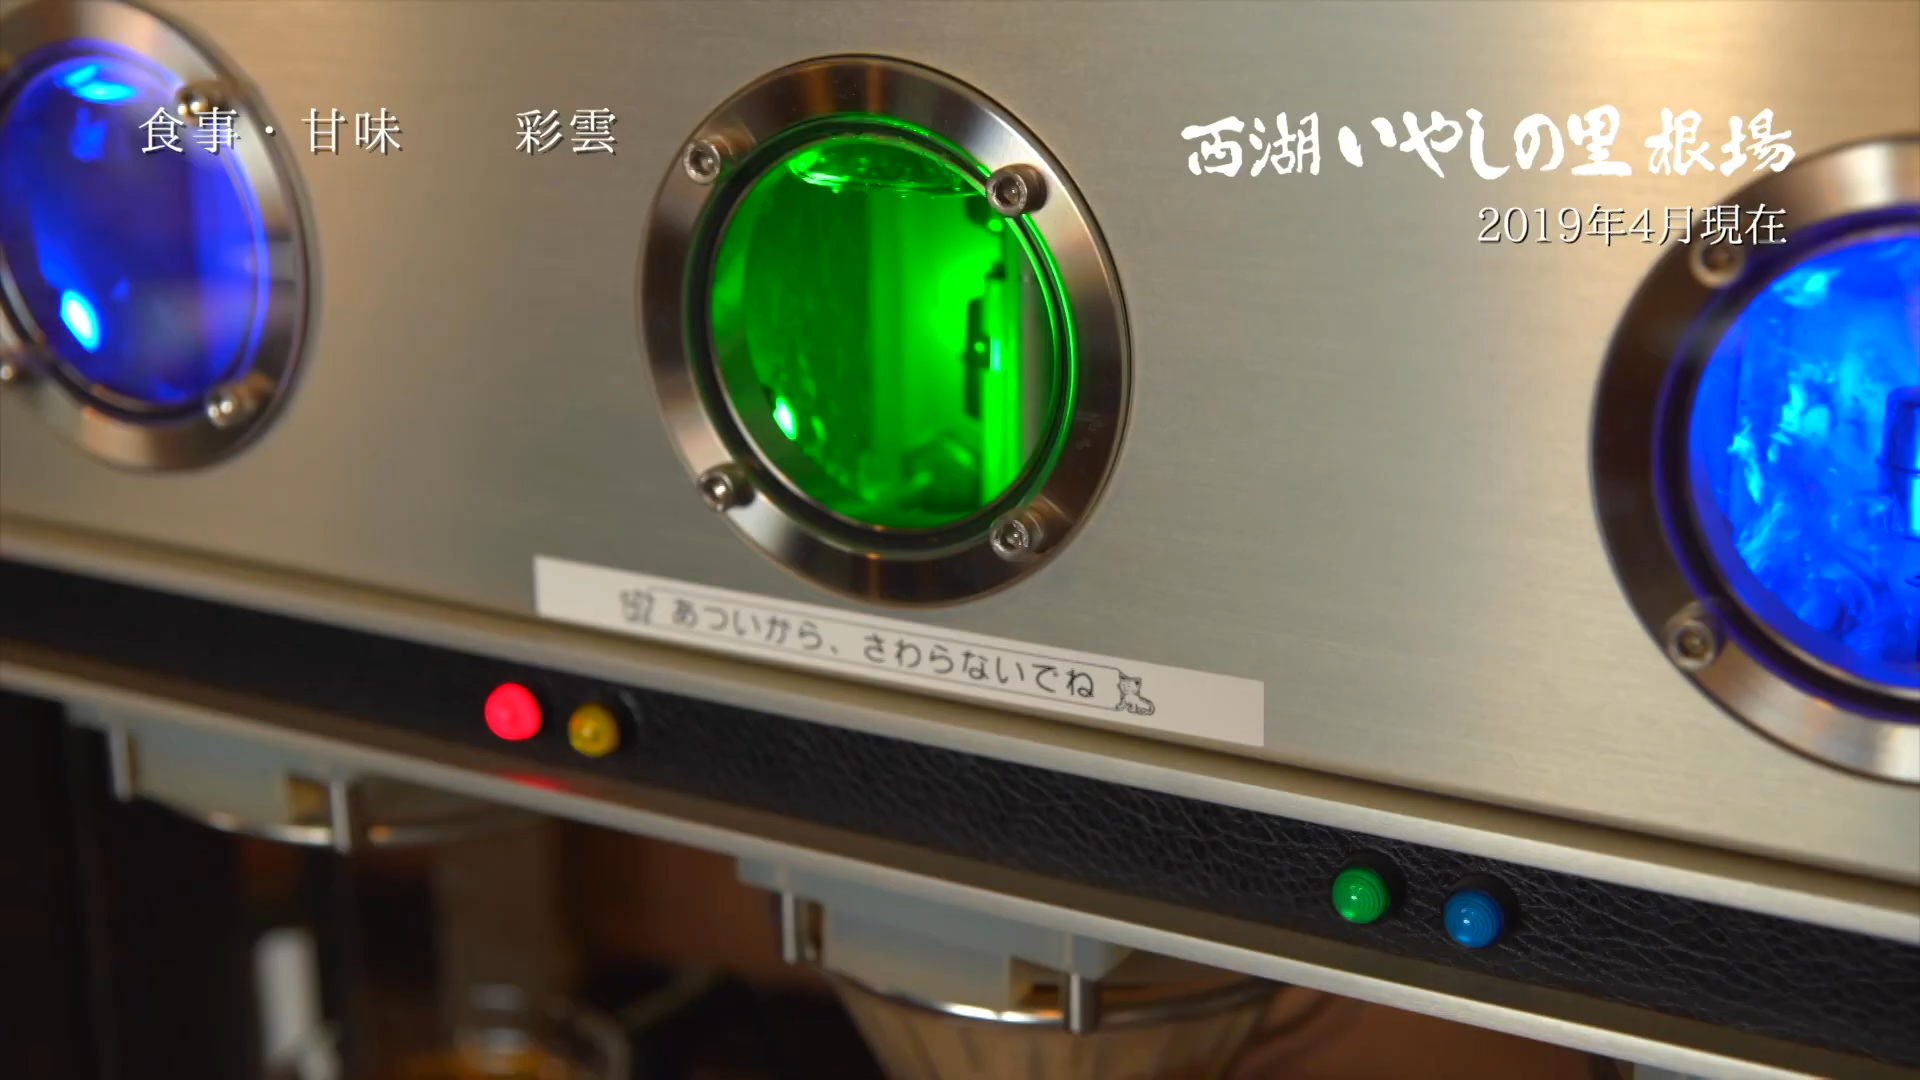 食事・甘味　彩雲
西湖いやしの里 根場
2019年4月現在
あついから、さわらないでね